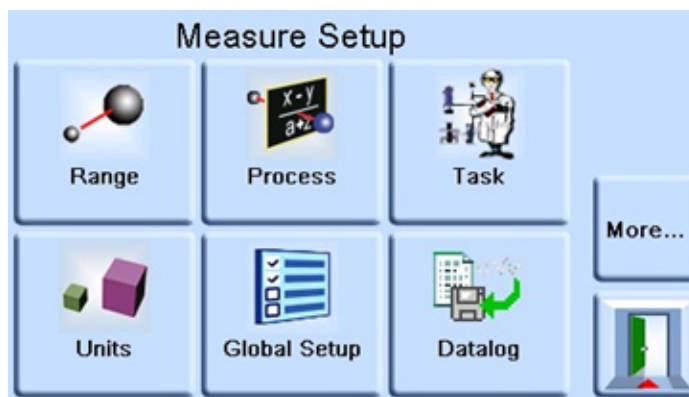 Measure Setup
x-y
a+z
Range
Process
Task
More...
Units
Global Setup
Datalog